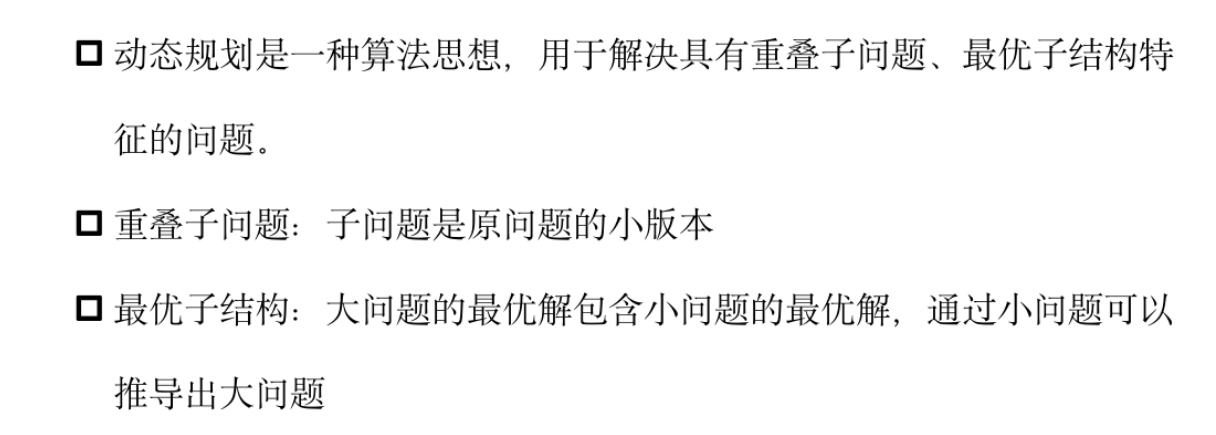 动态规划是一种算法思想，用于解决具有重叠子问题、最优子结构特
征的问题。
重叠子问题：子问题是原问题的小版本
最优子结构：大问题的最优解包含小问题的最优解，通过小问题可以
推导出大问题